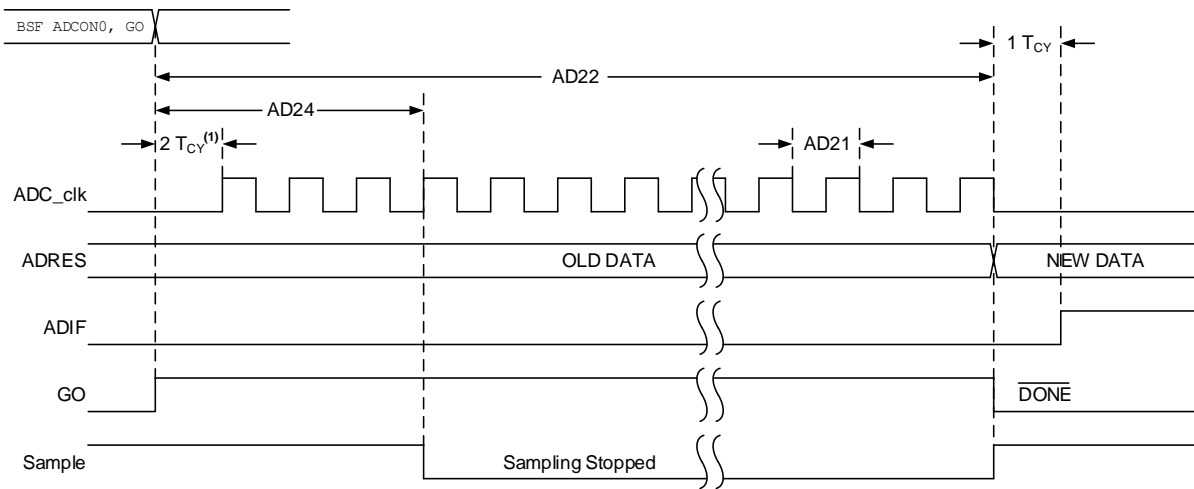 BSF ADCON0, GO
1 TCY
AD22
AD24
2 TCY(1)
AD21
ADC_clk
ADRES
OLD DATA
NEW DATA
ADIF
GO
DONE
Sample
Sampling Stopped